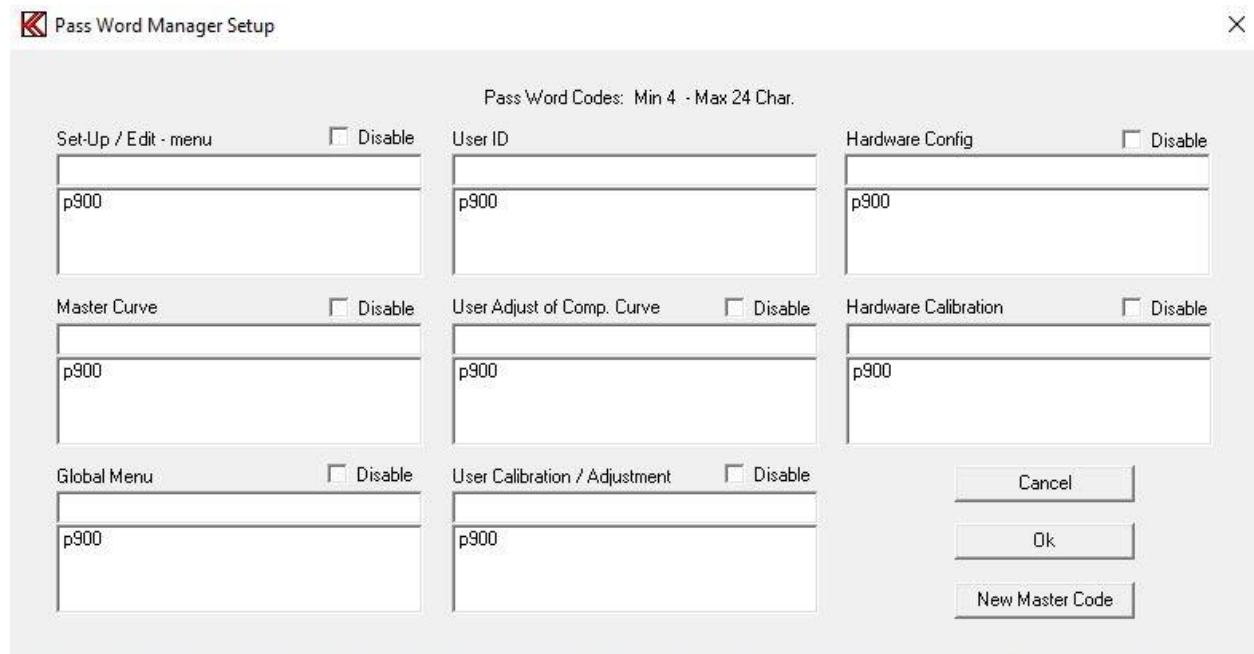 Pass Word Manager Setup
Pass Word Codes: Min 4 - Max 24 Char.
Set-Up / Edit - menu Disable User ID Hardware Config Disable
p900 p900 p900
Master Curve Disable User Adjust of Comp. Curve Disable Hardware Calibration Disable
p900 p900 p900
Global Menu Disable User Calibration / Adjustment Disable
Cancel
p900 p900
Ok
New Master Code